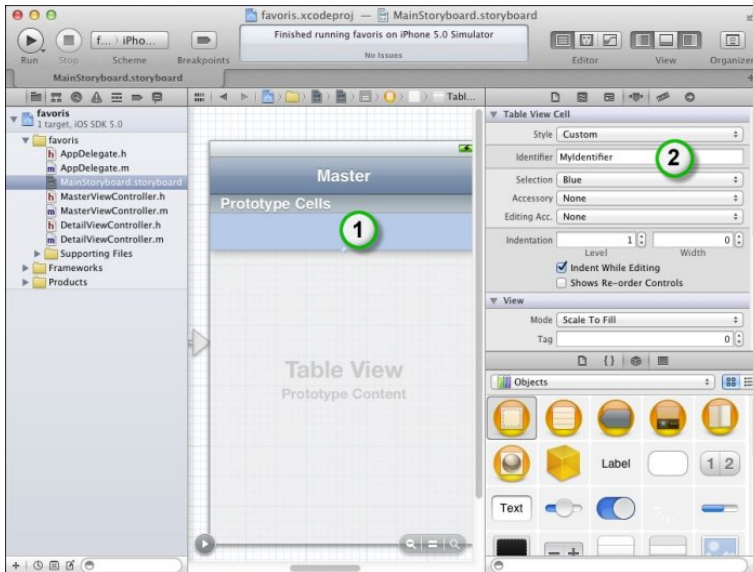 favoris.xcodeproj — MainStoryboard.storyboard
Finished running favoris on iPhone 5.0 Simulator
No Issues
f...) iPho...
Run
Stop
Scheme
Breakpoints
Editor
View
Organizer
MainStoryboard.storyboard
Tabl...
favoris
1 target, iOS SDK 5.0
favoris
h AppDelegate.h
m AppDelegate.m
MainStoryboard.storyboard
h MasterViewController.h
m MasterViewController.m
h DetailViewController.h
m DetailViewController.m
Supporting Files
Frameworks
Products
Master
Prototype Cells
1
Table View
Prototype Content
Table View Cell
Style Custom
Identifier MyIdentifier
2
Selection Blue
Accessory None
Editing Acc. None
Indentation 1 0
Level Width
Indent While Editing
Shows Re-order Controls
View
Mode Scale To Fill
Tag 0
{}
Objects
Label
1 2
Text